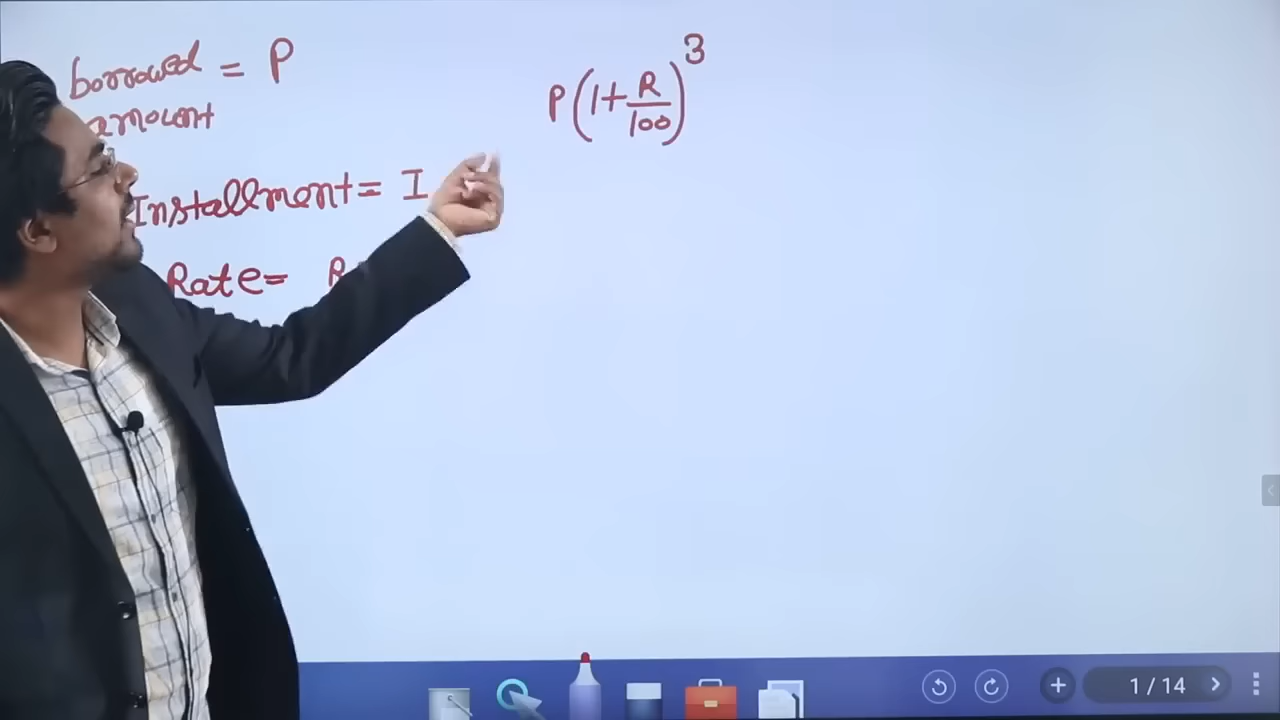 borrowed = P
amount
Installment = I
Rate = R
P(1+R/100)^3
1 / 14